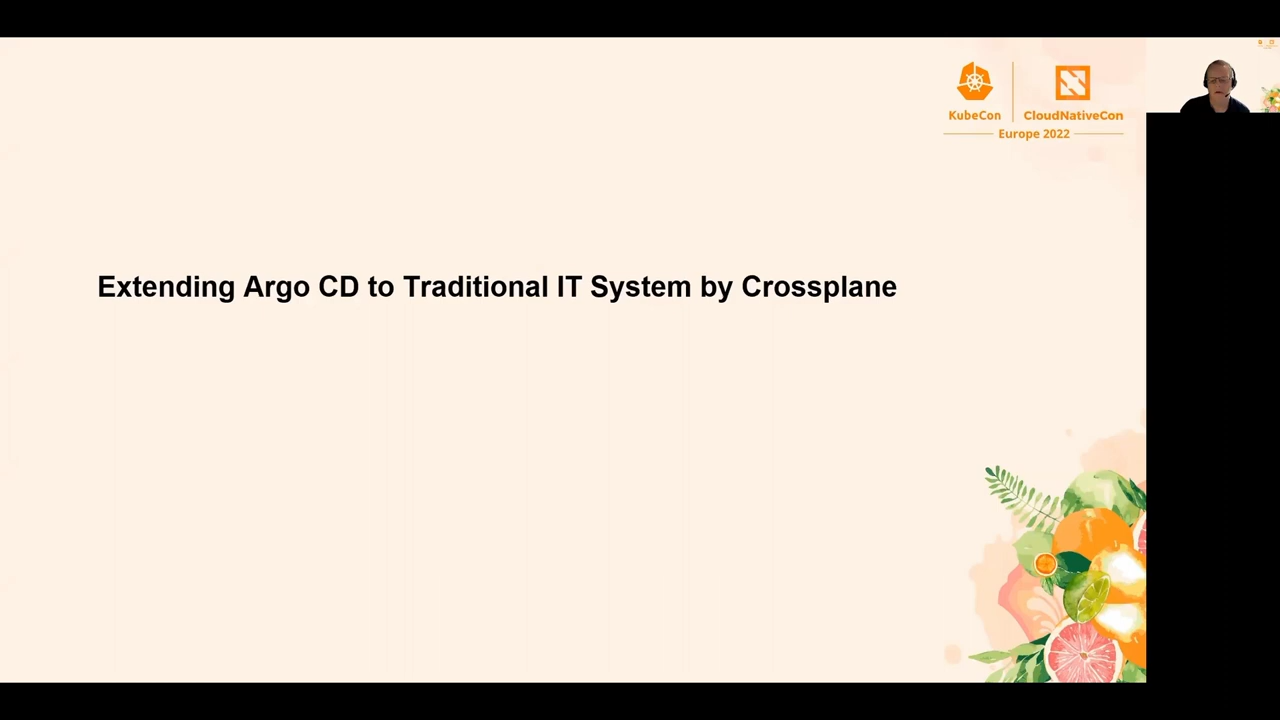 KubeCon
CloudNativeCon
Europe 2022
Extending Argo CD to Traditional IT System by Crossplane